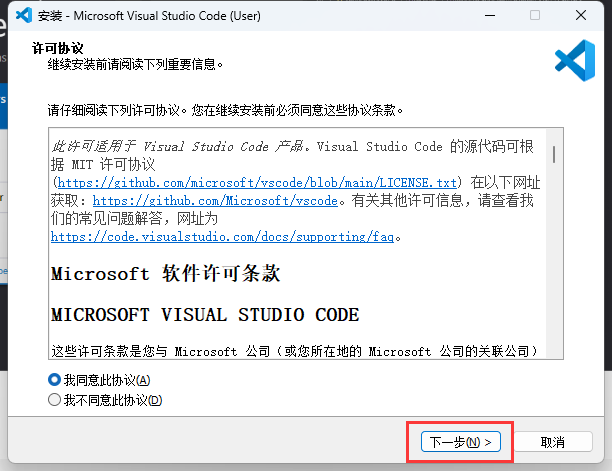 安装 - Microsoft Visual Studio Code (User)
许可协议
继续安装前请阅读下列重要信息。
请仔细阅读下列许可协议。您在继续安装前必须同意这些协议条款。
此许可适用于 Visual Studio Code 产品。Visual Studio Code 的源代码可根
据 MIT 许可协议
(https://github.com/microsoft/vscode/blob/main/LICENSE.txt) 在以下网址
获取：https://github.com/Microsoft/vscode。有关其他许可信息，请查看我
们的常见问题解答，网址为
https://code.visualstudio.com/docs/supporting/faq。
Microsoft 软件许可条款
MICROSOFT VISUAL STUDIO CODE
这些许可条款是您与 Microsoft 公司（或您所在地的 Microsoft 公司的关联公司）
我同意此协议(A)
我不同意此协议(D)
下一步(N) >
取消